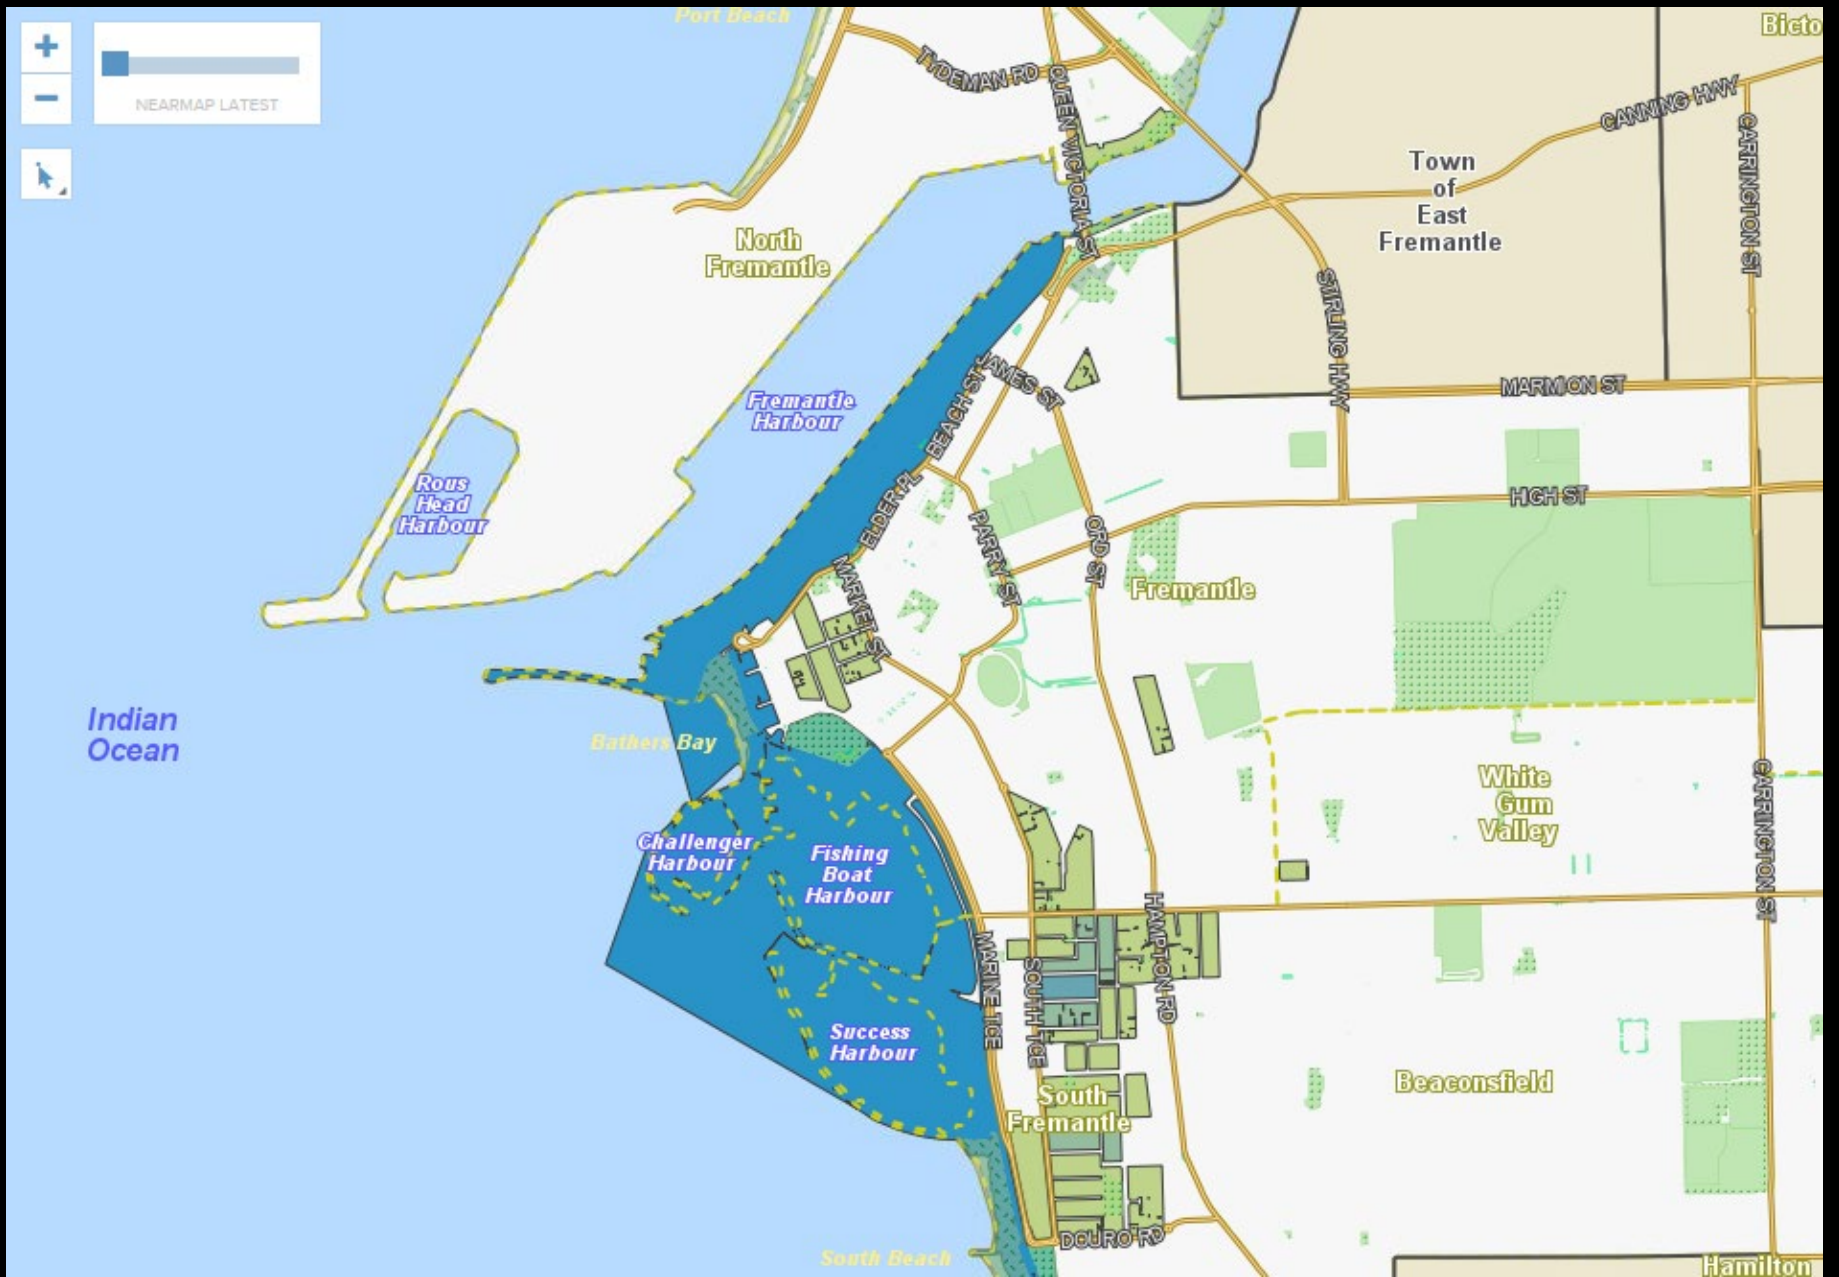 Port Beach
Bicto
+
−
NEARMAP LATEST
TYDEMAN RD
QUEEN VICTORIA ST
CANNING HWY
CARRINGTON ST
Town
of
East
Fremantle
North
Fremantle
STIRLING HWY
JAMES ST
MARMION ST
Fremantle
Harbour
BEACH ST
Rous
Head
Harbour
ELDER PL
HIGH ST
PARRY ST
ORD ST
MARKET ST
Fremantle
Indian
Ocean
Bathers Bay
White
Gum
Valley
CARRINGTON ST
Challenger
Harbour
Fishing
Boat
Harbour
HAMPTON RD
MARINE TCE
SOUTH TCE
Success
Harbour
Beaconsfield
South
Fremantle
DOURO RD
South Beach
Hamilton